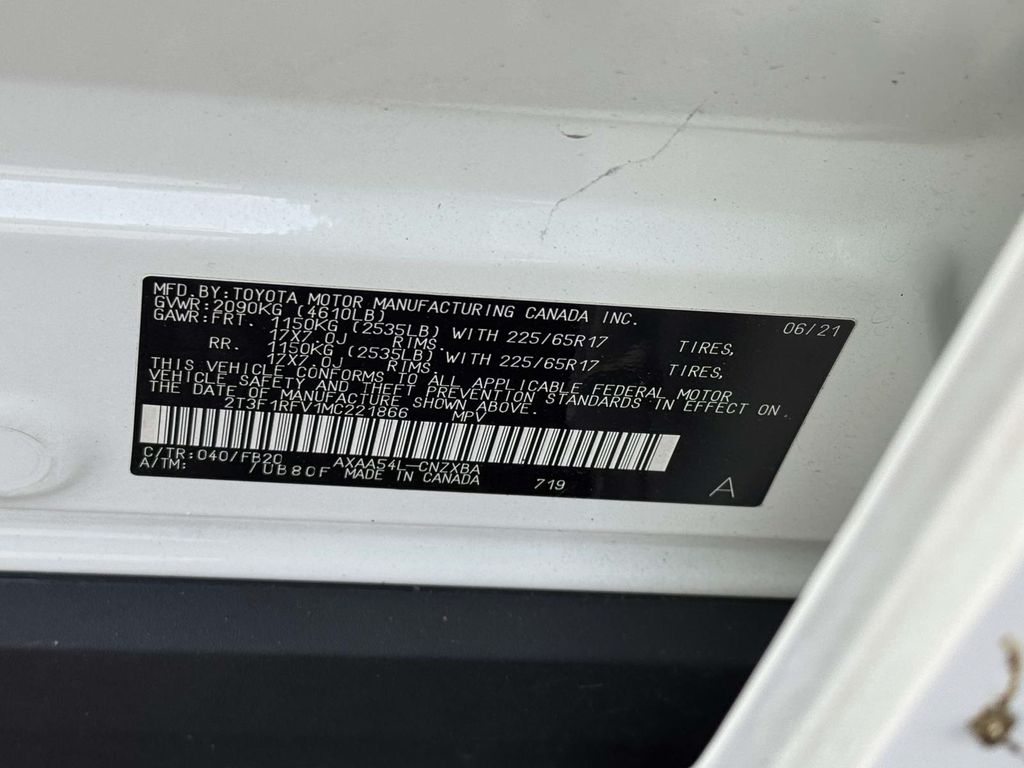 MFD.BY:TOYOTA MOTOR MANUFACTURING CANADA INC. 06/21
GVWR:2090KG (4610LB)
GAWR:FRT. 1150KG (2535LB) WITH 225/65R17 TIRES,
17X7.0J RIMS,
RR. 1150KG (2535LB) WITH 225/65R17 TIRES,
17X7.0J RIMS.
THIS VEHICLE CONFORMS TO ALL APPLICABLE FEDERAL MOTOR
VEHICLE SAFETY AND THEFT PREVENTION STANDARDS IN EFFECT ON
THE DATE OF MANUFACTURE SHOWN ABOVE.
2T3F1RFV1MC221866 MPV
C/TR:040/FB20 AXAA54L-CNZXBA
A/TM: /UB80F MADE IN CANADA 719 A